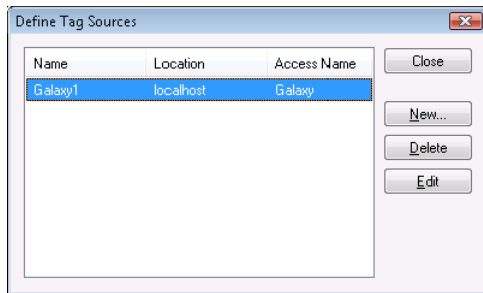 Define Tag Sources
Name Location Access Name
Galaxy1 localhost Galaxy
Close
New...
Delete
Edit